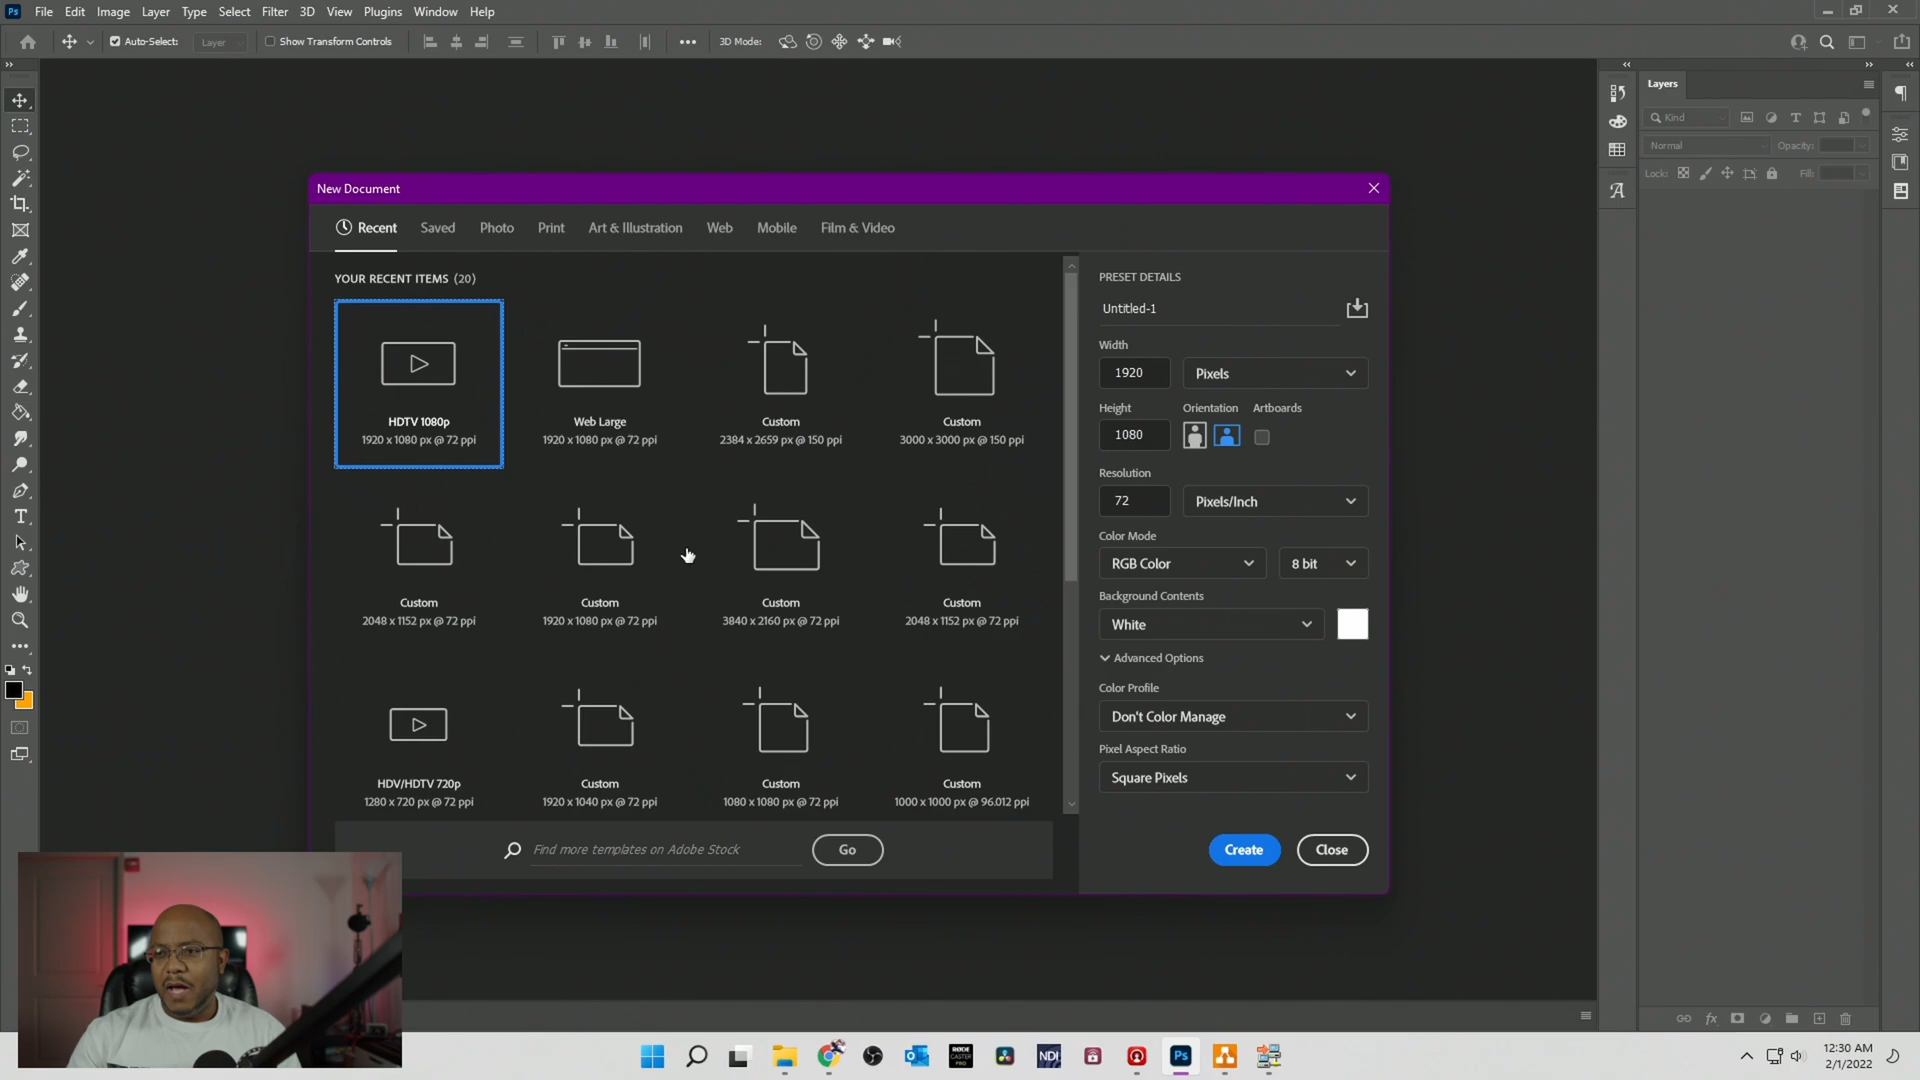 Ps File Edit Image Layer Type Select Filter 3D View Plugins Window Help
Auto-Select: Layer Show Transform Controls 3D Mode:
Layers
Kind
Normal Opacity:
Lock: Fill:
New Document
Recent Saved Photo Print Art & Illustration Web Mobile Film & Video
YOUR RECENT ITEMS (20)
HDTV 1080p
1920 x 1080 px @ 72 ppi
Web Large
1920 x 1080 px @ 72 ppi
Custom
2384 x 2659 px @ 150 ppi
Custom
3000 x 3000 px @ 150 ppi
Custom
2048 x 1152 px @ 72 ppi
Custom
1920 x 1080 px @ 72 ppi
Custom
3840 x 2160 px @ 72 ppi
Custom
2048 x 1152 px @ 72 ppi
HDV/HDTV 720p
1280 x 720 px @ 72 ppi
Custom
1920 x 1040 px @ 72 ppi
Custom
1080 x 1080 px @ 72 ppi
Custom
1000 x 1000 px @ 96.012 ppi
Find more templates on Adobe Stock Go
PRESET DETAILS
Untitled-1
Width
1920 Pixels
Height Orientation Artboards
1080
Resolution
72 Pixels/Inch
Color Mode
RGB Color 8 bit
Background Contents
White
Advanced Options
Color Profile
Don't Color Manage
Pixel Aspect Ratio
Square Pixels
Create Close
fx
RØDE
CASTER
PRO
NDI
Ps
12:30 AM
2/1/2022